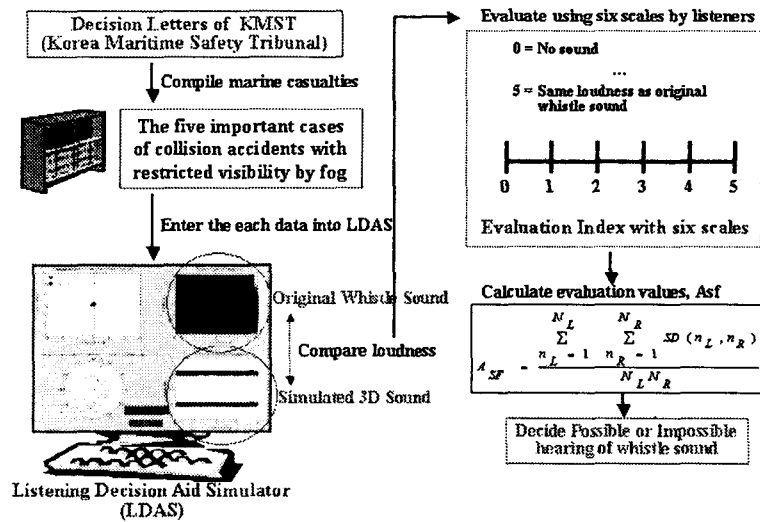 Decision Letters of KMST
(Korea Maritime Safety Tribunal)
Compile marine casualties
The five important cases
of collision accidents with
restricted visibility by fog
Enter the each data into LDAS
Original Whistle Sound
Compare loudness
Simulated 3D Sound
Listening Decision Aid Simulator
(LDAS)
Evaluate using six scales by listeners
0 = No sound
...
5 = Same loudness as original
whistle sound
0 1 2 3 4 5
Evaluation Index with six scales
Calculate evaluation values, Asf
N_L N_R
Σ Σ SD (n_L , n_R )
n_L = 1 n_R = 1
A_SF = 
N_L N_R
Decide Possible or Impossible
hearing of whistle sound